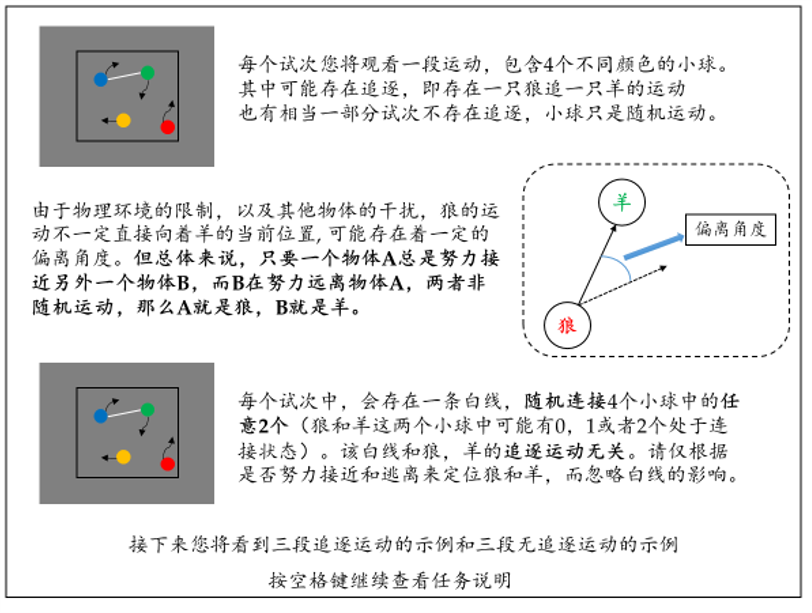 每个试次您将观看一段运动，包含4个不同颜色的小球。
其中可能存在追逐，即存在一只狼追一只羊的运动
也有相当一部分试次不存在追逐，小球只是随机运动。
由于物理环境的限制，以及其他物体的干扰，狼的运
动不一定直接向着羊的当前位置,可能存在着一定的
偏离角度。但总体来说，只要一个物体A总是努力接
近另外一个物体B，而B在努力远离物体A，两者非
随机运动，那么A就是狼，B就是羊。
羊
偏离角度
狼
每个试次中，会存在一条白线，随机连接4个小球中的任
意2个（狼和羊这两个小球中可能有0，1或者2个处于连
接状态）。该白线和狼，羊的追逐运动无关。请仅根据
是否努力接近和逃离来定位狼和羊，而忽略白线的影响。
接下来您将看到三段追逐运动的示例和三段无追逐运动的示例
按空格键继续查看任务说明